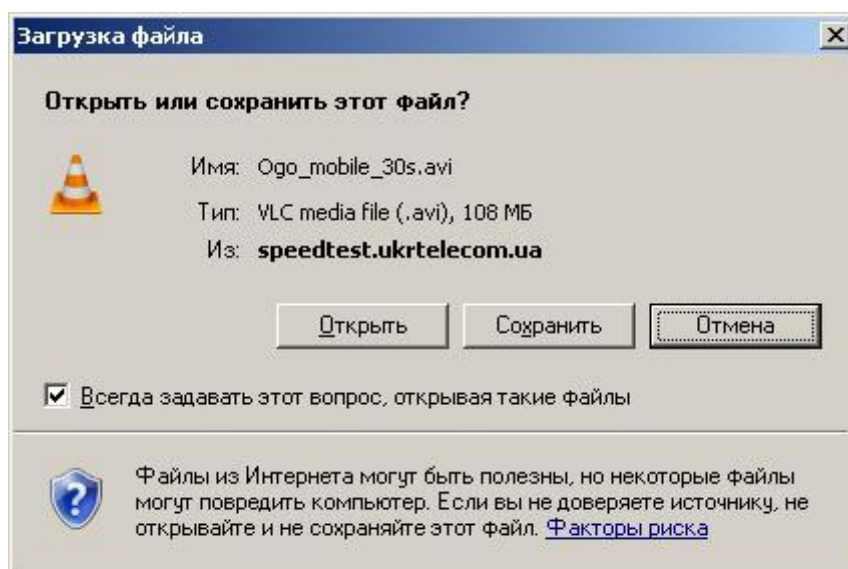 Загрузка файла
Открыть или сохранить этот файл?
Имя: Ogo_mobile_30s.avi
Тип: VLC media file (.avi), 108 МБ
Из: speedtest.ukrtelecom.ua
Открыть Сохранить Отмена
Всегда задавать этот вопрос, открывая такие файлы
Файлы из Интернета могут быть полезны, но некоторые файлы
могут повредить компьютер. Если вы не доверяете источнику, не
открывайте и не сохраняйте этот файл. Факторы риска